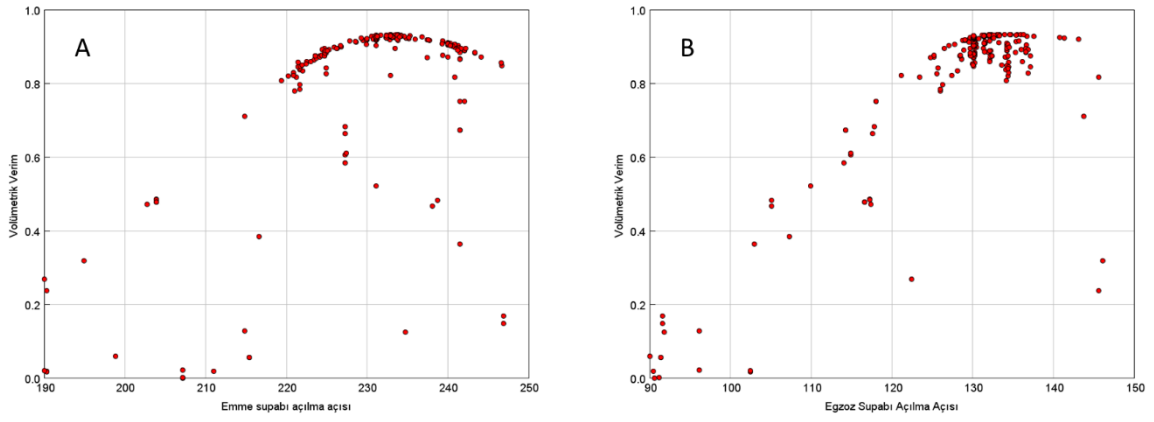 A
Volümetrik Verim
1.0
0.8
0.6
0.4
0.2
0.0
190 200 210 220 230 240 250
Emme supabı açılma açısı
B
Volümetrik Verim
1.0
0.8
0.6
0.4
0.2
0.0
90 100 110 120 130 140 150
Egzoz Supabı Açılma Açısı